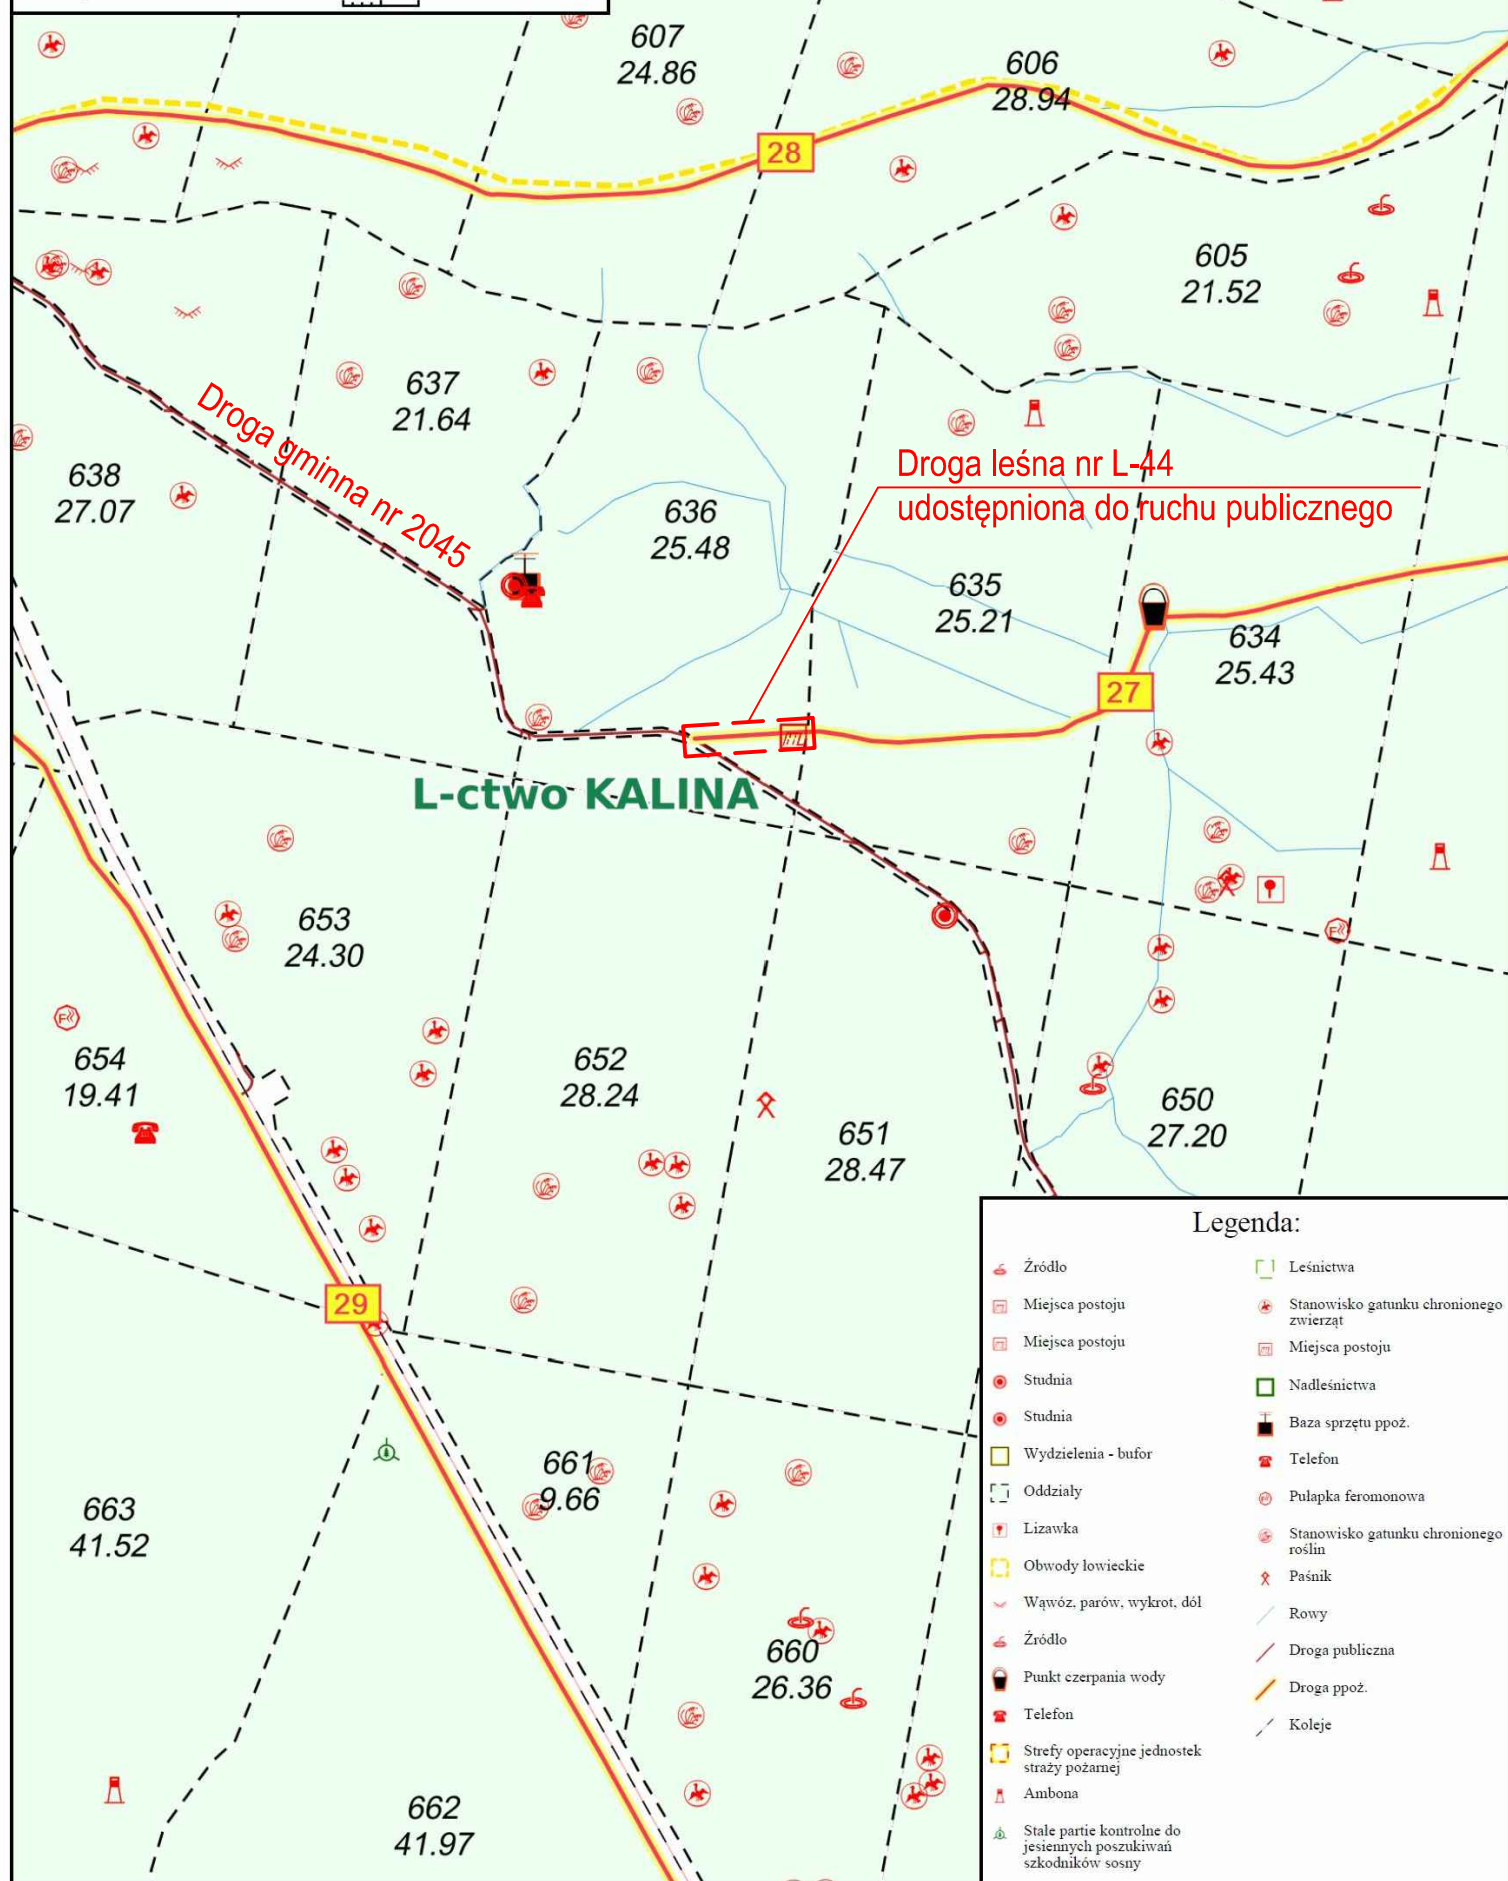 607
24.86
606
28.94
28
605
21.52
637
21.64
Droga gminna nr 2045
638
27.07
636
25.48
Droga leśna nr L-44
udostępniona do ruchu publicznego
635
25.21
634
25.43
27
L-ctwo KALINA
653
24.30
654
19.41
652
28.24
651
28.47
650
27.20
29
661
9.66
663
41.52
660
26.36
662
41.97
Legenda:
Źródło
Miejsca postoju
Miejsca postoju
Studnia
Studnia
Wydzielenia - bufor
Oddziały
Lizawka
Obwody łowieckie
Wąwóz, parów, wykrot, dół
Źródło
Punkt czerpania wody
Telefon
Strefy operacyjne jednostek
straży pożarnej
Ambona
Stałe partie kontrolne do
jesiennych poszukiwań
szkodników sosny
Leśnictwa
Stanowisko gatunku chronionego
zwierząt
Miejsca postoju
Nadleśnictwa
Baza sprzętu ppoż.
Telefon
Pułapka feromonowa
Stanowisko gatunku chronionego
roślin
Paśnik
Rowy
Droga publiczna
Droga ppoż.
Koleje